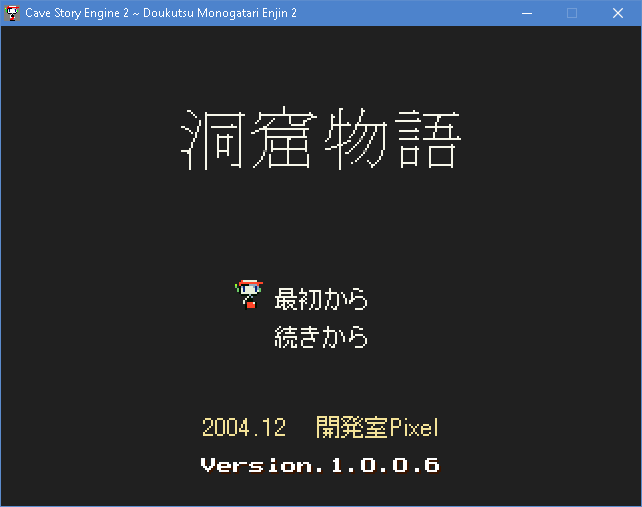 Cave Story Engine 2 ~ Doukutsu Monogatari Enjin 2
洞窟物語
最初から
続きから
2004.12 開発室Pixel
Version.1.0.0.6